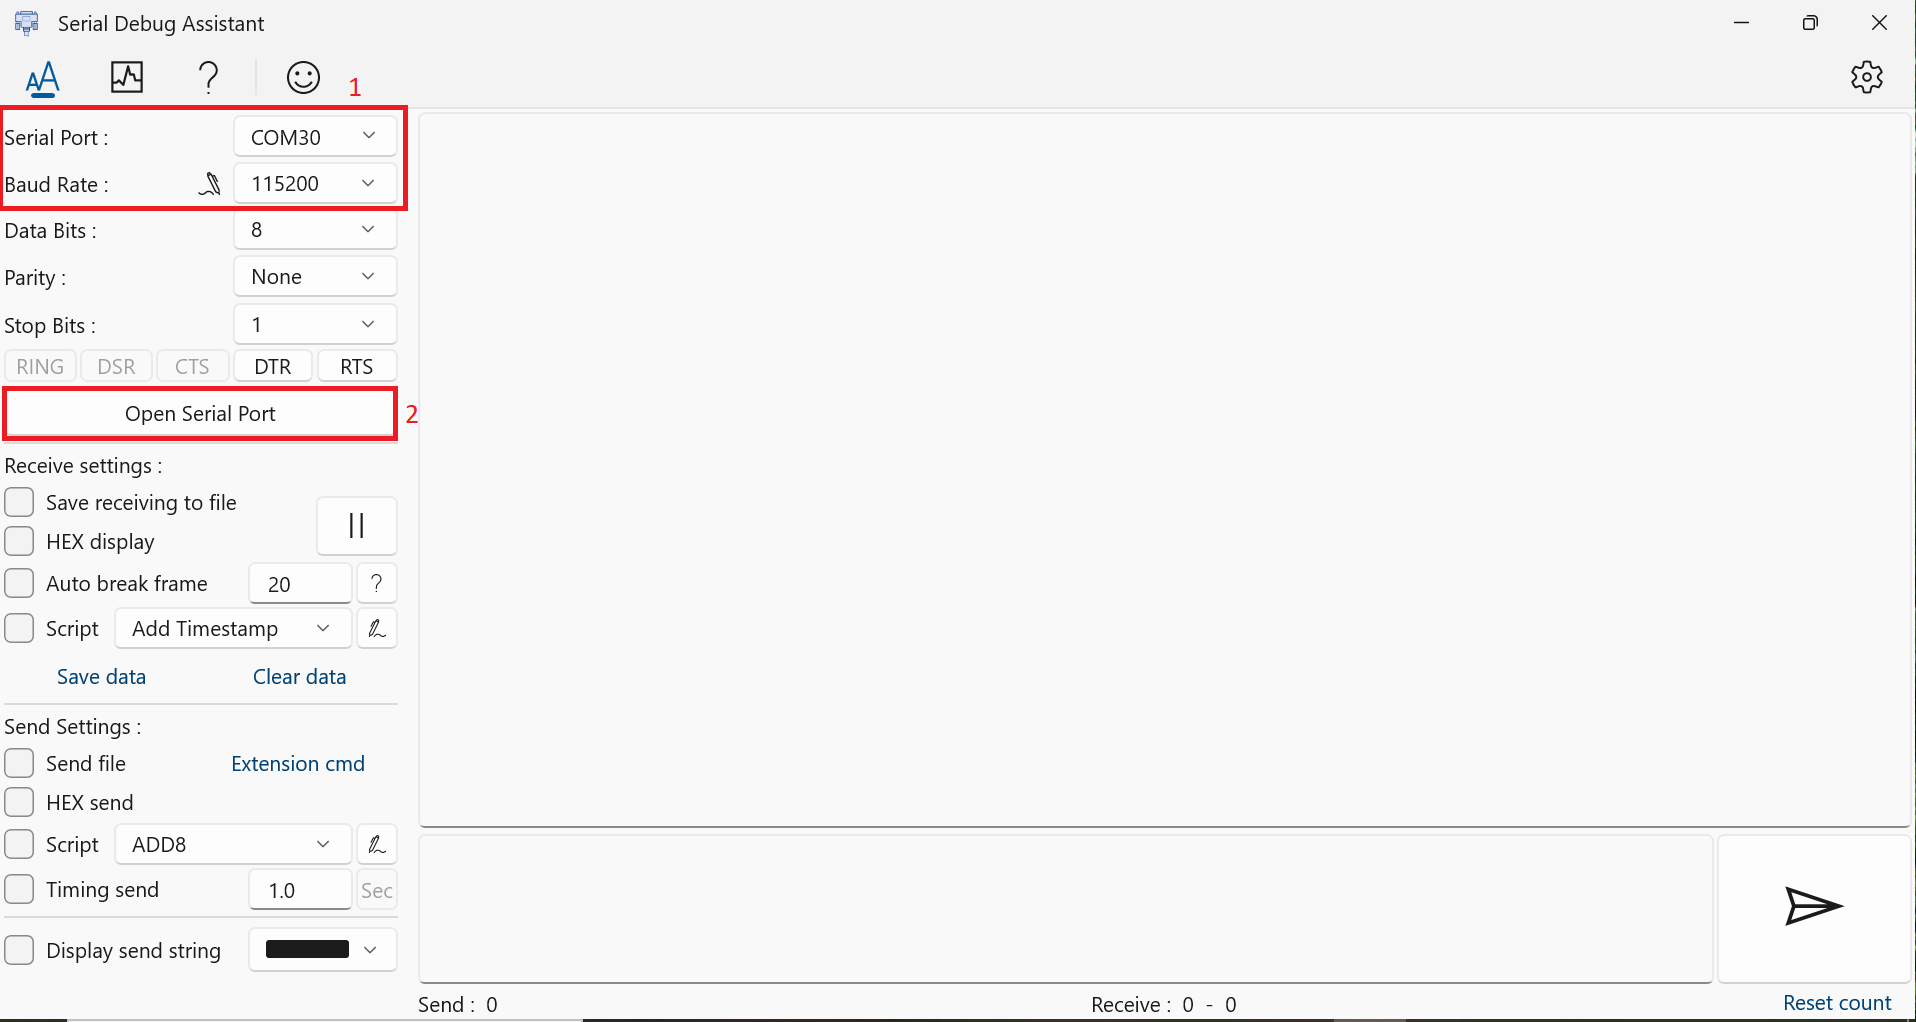 Serial Debug Assistant
1
Serial Port : COM30
Baud Rate : 115200
Data Bits : 8
Parity : None
Stop Bits : 1
RING DSR CTS DTR RTS
Open Serial Port 2
Receive settings :
Save receiving to file
HEX display
Auto break frame 20 ?
Script Add Timestamp
Save data Clear data
Send Settings :
Send file Extension cmd
HEX send
Script ADD8
Timing send 1.0 Sec
Display send string
Send : 0 Receive : 0 - 0 Reset count